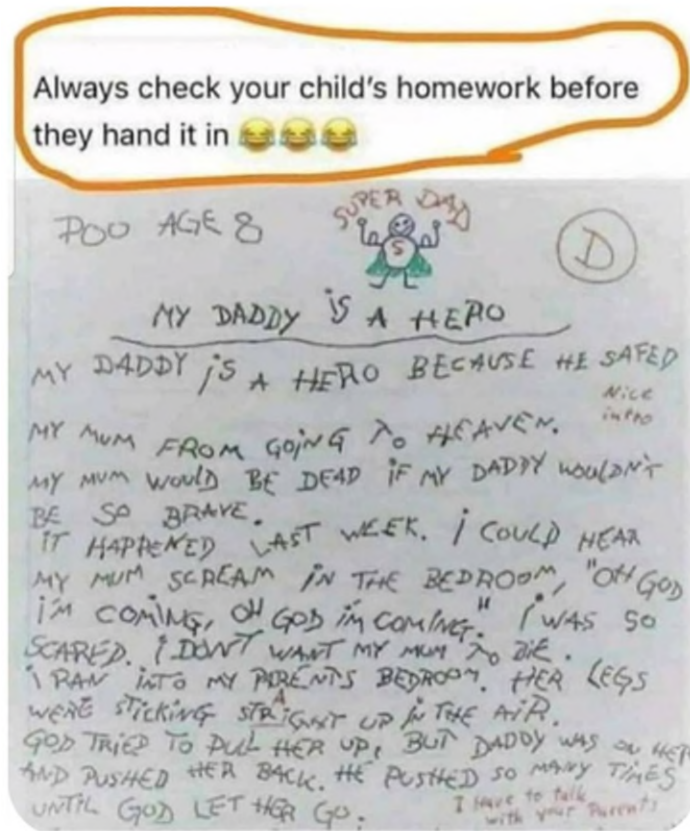 Always check your child's homework before
they hand it in 😂😂😂
POO AGE 8
SUPER DAD
S
D
MY DADDY iS A HERO
MY DADDY iS A HERO BECAUSE HE SAFED
Nice
intro
MY MUM FROM GOiNG TO HEAVEN.
MY MUM WOULD BE DEAD iF MY DADDY WOULDN'T
BE SO BRAVE.
iT HAPPENED LAST WEEK. i COULD HEAR
MY MUM SCREAM iN THE BEDROOM, "OH GOD
i'M COMiNG, OH GOD iM COMiNG." i WAS SO
SCARED. i DON'T WANT MY MUM TO DiE.
i RAN iNTO MY PARENTS BEDROOM. HER LEGS
WERE STiCKiNG STRAiGHT UP iN THE AiR.
GOD TRiED TO PULL HER UP, BUT DADDY WAS ON HER
AND PUSHED HER BACK. HE PUSHED SO MANY TiMES
UNTiL GOD LET HER GO.
I Have to talk
with your Parents